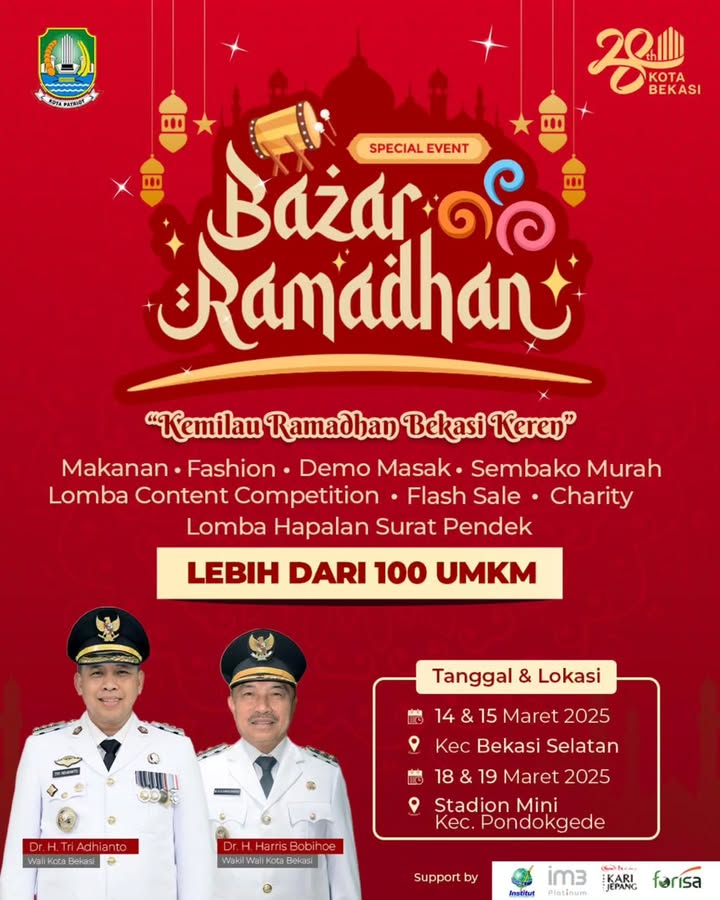 KOTA PATRIOT
28th
KOTA
BEKASI
SPECIAL EVENT
Bazar
Ramadhan
“Kemilau Ramadhan Bekasi Keren”
Makanan • Fashion • Demo Masak • Sembako Murah
Lomba Content Competition • Flash Sale • Charity
Lomba Hapalan Surat Pendek
LEBIH DARI 100 UMKM
Tanggal & Lokasi
14 & 15 Maret 2025
Kec Bekasi Selatan
18 & 19 Maret 2025
Stadion Mini
Kec. Pondokgede
Dr. H. Tri Adhianto
Wali Kota Bekasi
Dr. H. Harris Bobihoe
Wakil Wali Kota Bekasi
Support by
Institut
im3
Platinum
KARI
JEPANG
forisa